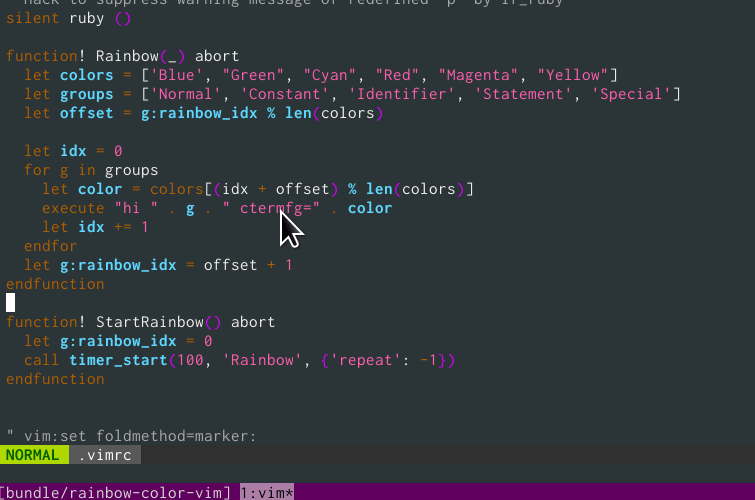 " Hack to suppress warning message of redefined 'p' by if_ruby
silent ruby ()
function! Rainbow(_) abort
let colors = ['Blue', "Green", "Cyan", "Red", "Magenta", "Yellow"]
let groups = ['Normal', 'Constant', 'Identifier', 'Statement', 'Special']
let offset = g:rainbow_idx % len(colors)
let idx = 0
for g in groups
let color = colors[(idx + offset) % len(colors)]
execute "hi " . g . " ctermfg=" . color
let idx += 1
endfor
let g:rainbow_idx = offset + 1
endfunction
function! StartRainbow() abort
let g:rainbow_idx = 0
call timer_start(100, 'Rainbow', {'repeat': -1})
endfunction
" vim:set foldmethod=marker:
NORMAL .vimrc
[bundle/rainbow-color-vim] 1:vim*